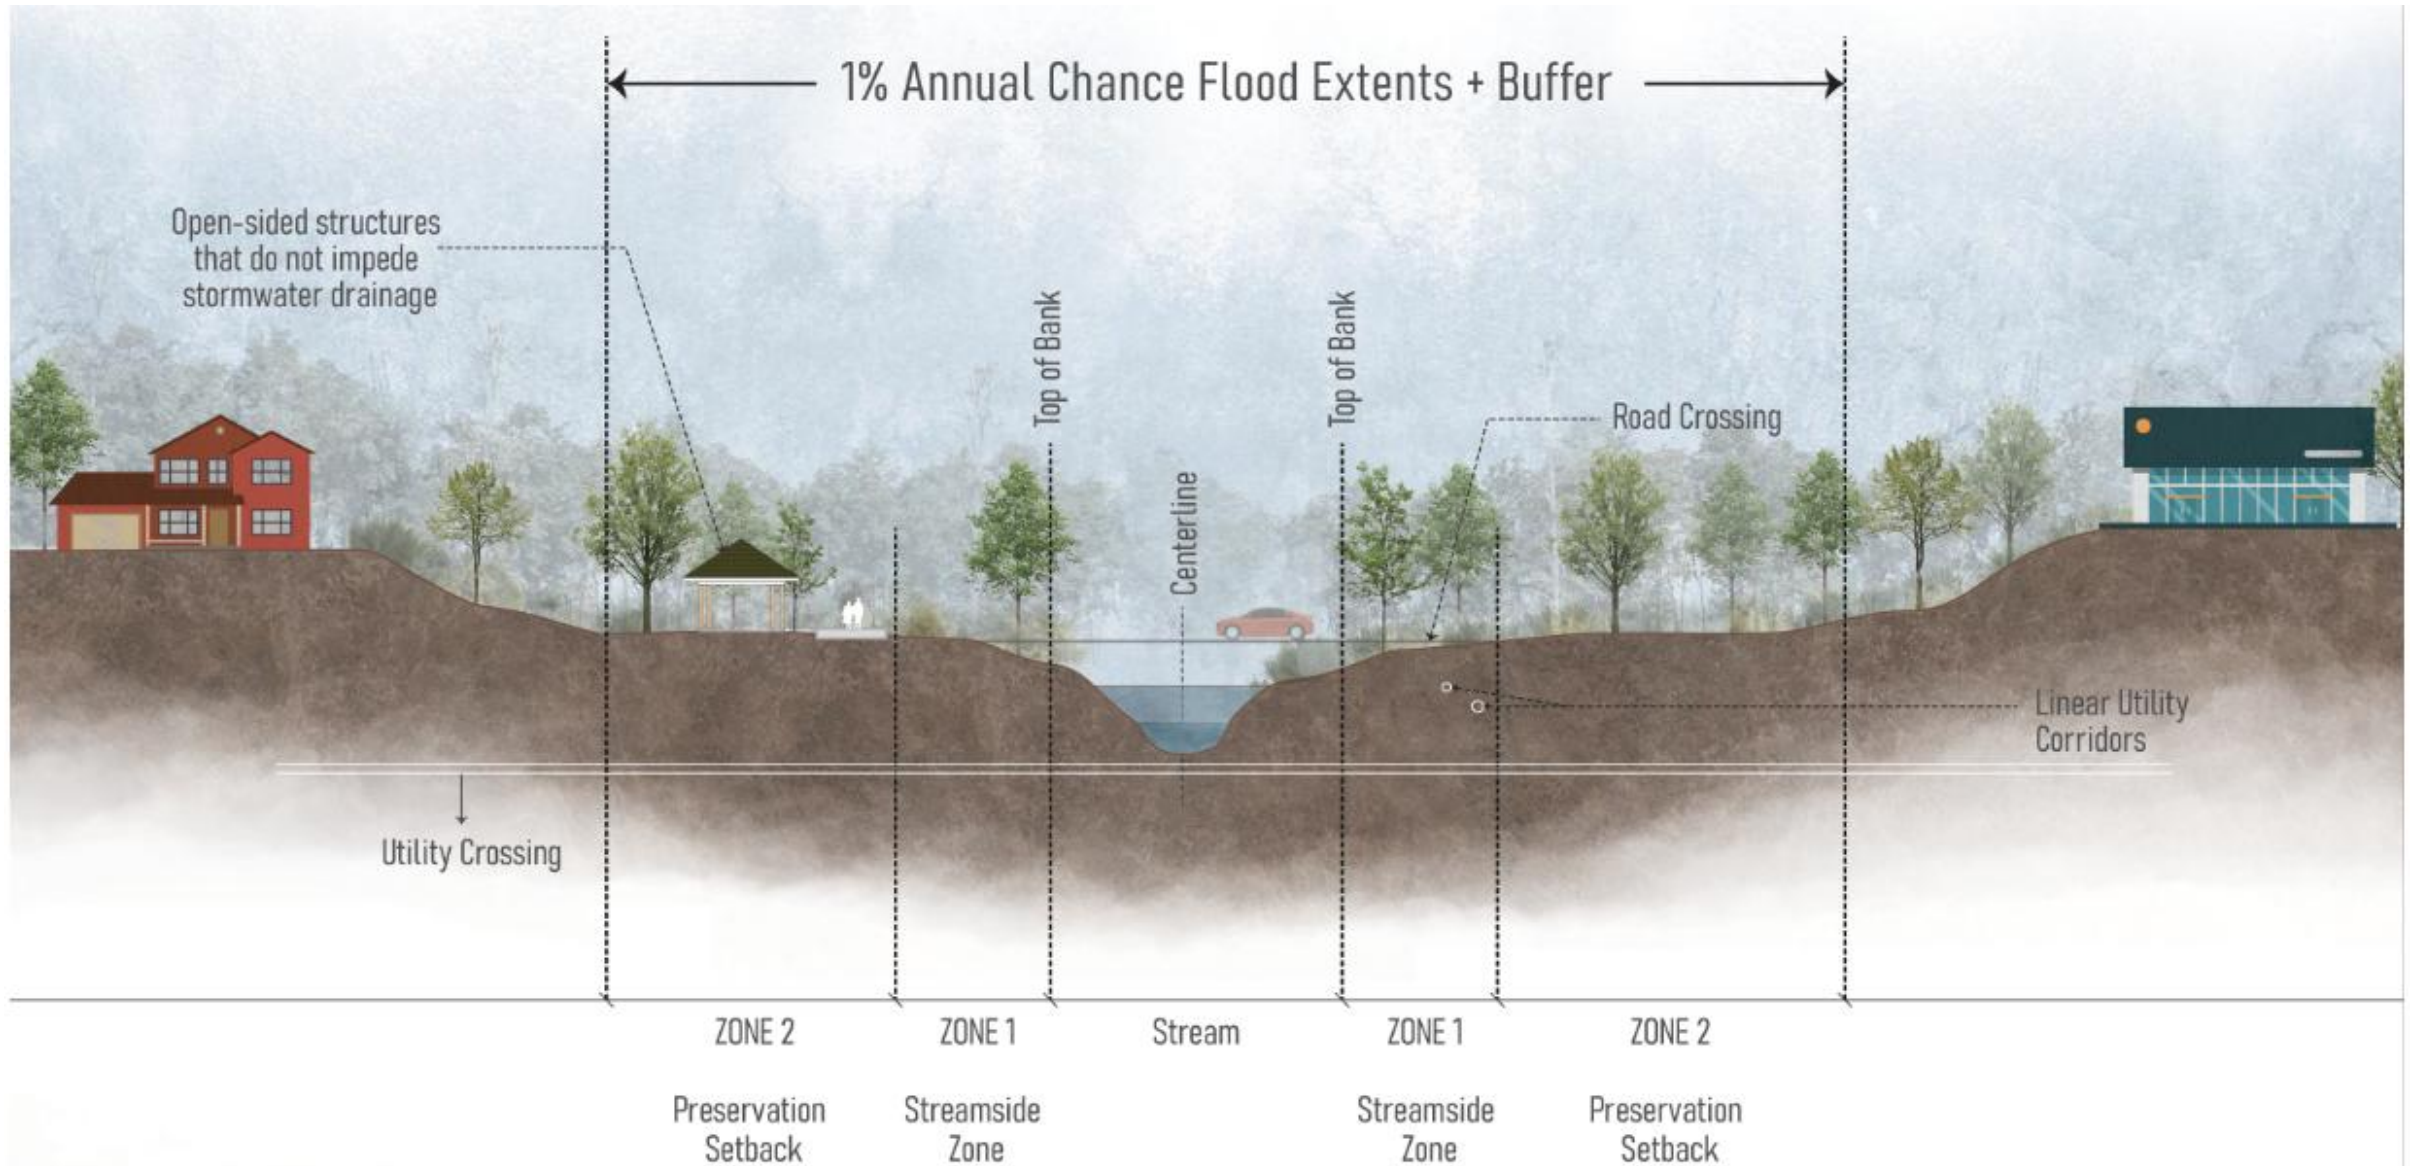 1% Annual Chance Flood Extents + Buffer
Open-sided structures
that do not impede
stormwater drainage
Top of Bank
Top of Bank
Road Crossing
Centerline
Linear Utility
Corridors
Utility Crossing
ZONE 2
ZONE 1
Stream
ZONE 1
ZONE 2
Preservation
Setback
Streamside
Zone
Streamside
Zone
Preservation
Setback